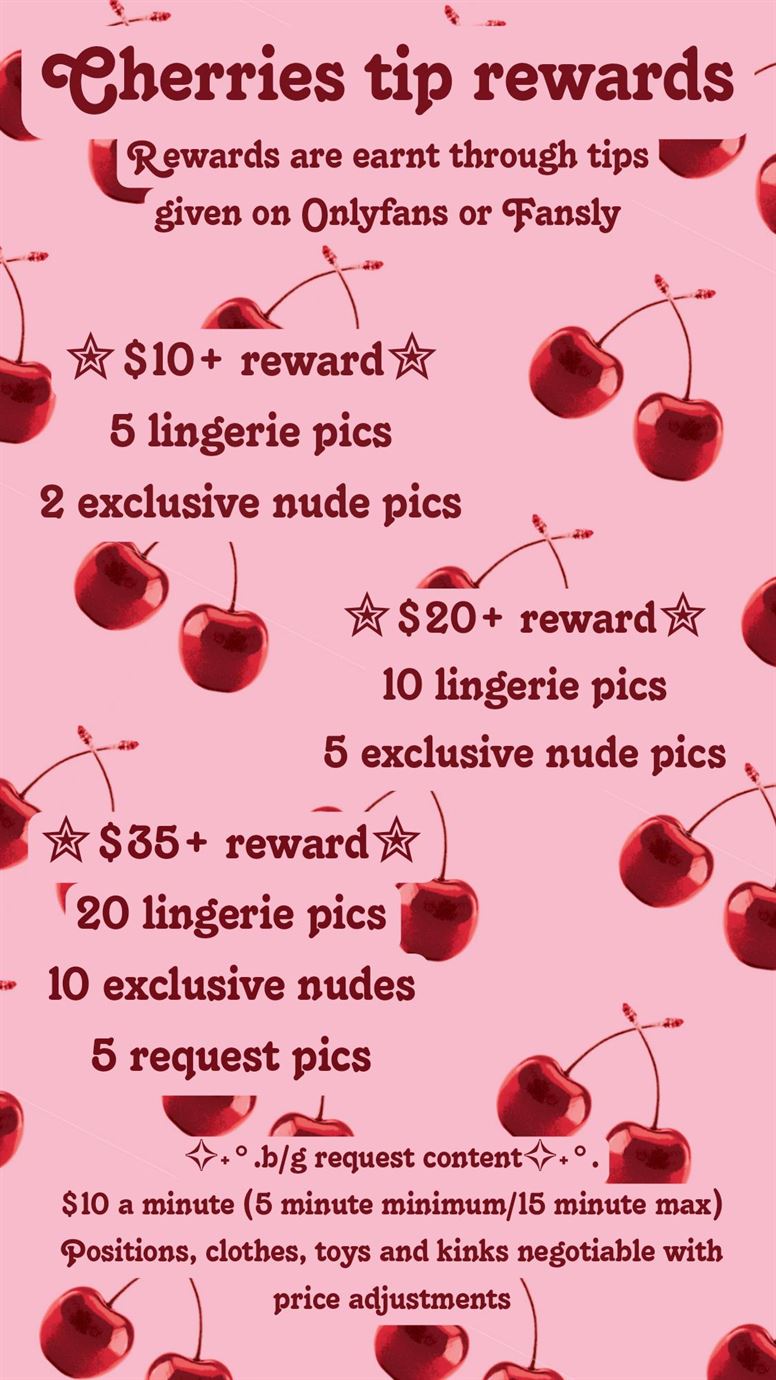 Cherries tip rewards
Rewards are earnt through tips
given on Onlyfans or Fansly
☆$10+ reward☆
5 lingerie pics
2 exclusive nude pics
☆$20+ reward☆
10 lingerie pics
5 exclusive nude pics
☆$35+ reward☆
20 lingerie pics
10 exclusive nudes
5 request pics
✧˖°.b/g request content✧˖°.
$10 a minute (5 minute minimum/15 minute max)
Positions, clothes, toys and kinks negotiable with
price adjustments